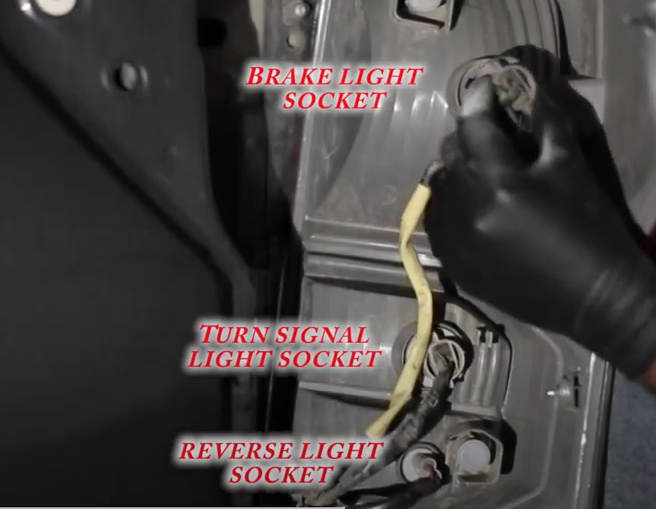 BRAKE LIGHT
SOCKET
TURN SIGNAL
LIGHT SOCKET
REVERSE LIGHT
SOCKET